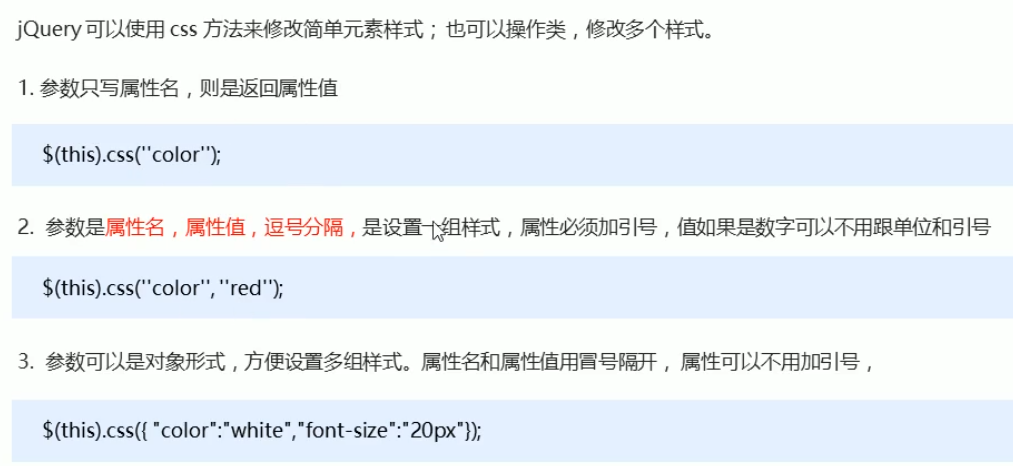 jQuery 可以使用 css 方法来修改简单元素样式；也可以操作类，修改多个样式。
1. 参数只写属性名，则是返回属性值
$(this).css(''color'');
2. 参数是属性名，属性值，逗号分隔，是设置一组样式，属性必须加引号，值如果是数字可以不用跟单位和引号
$(this).css(''color'', ''red'');
3. 参数可以是对象形式，方便设置多组样式。属性名和属性值用冒号隔开， 属性可以不用加引号，
$(this).css({ "color":"white","font-size":"20px"});